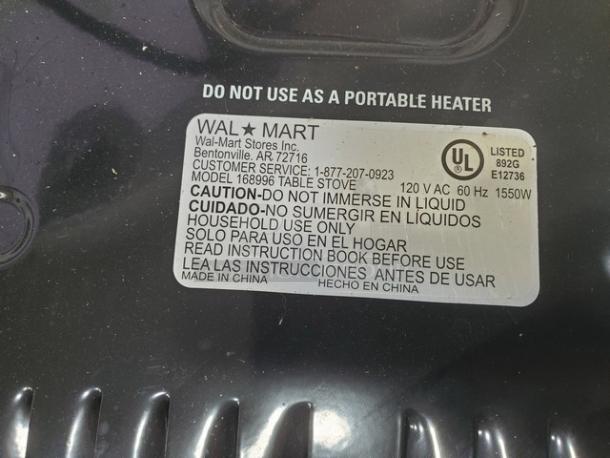 DO NOT USE AS A PORTABLE HEATER
WAL★MART
Wal-Mart Stores Inc.
Bentonville, AR 72716
CUSTOMER SERVICE: 1-877-207-0923
MODEL 168996 TABLE STOVE 120 V AC 60 Hz 1550W
UL
LISTED
892G
E12736
CAUTION-DO NOT IMMERSE IN LIQUID
CUIDADO-NO SUMERGIR EN LÍQUIDOS
HOUSEHOLD USE ONLY
SOLO PARA USO EN EL HOGAR
READ INSTRUCTION BOOK BEFORE USE
LEA LAS INSTRUCCIONES ANTES DE USAR
MADE IN CHINA HECHO EN CHINA